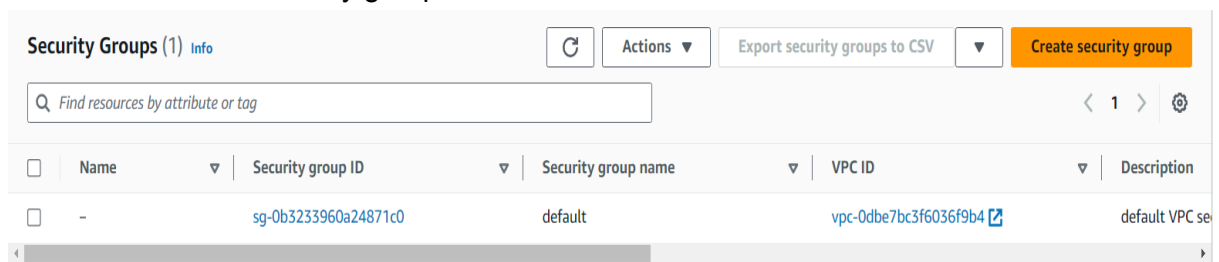 Security Groups (1) Info
Actions
Export security groups to CSV
Create security group
Find resources by attribute or tag
1
Name Security group ID Security group name VPC ID Description
– sg-0b3233960a24871c0 default vpc-0dbe7bc3f6036f9b4 default VPC se